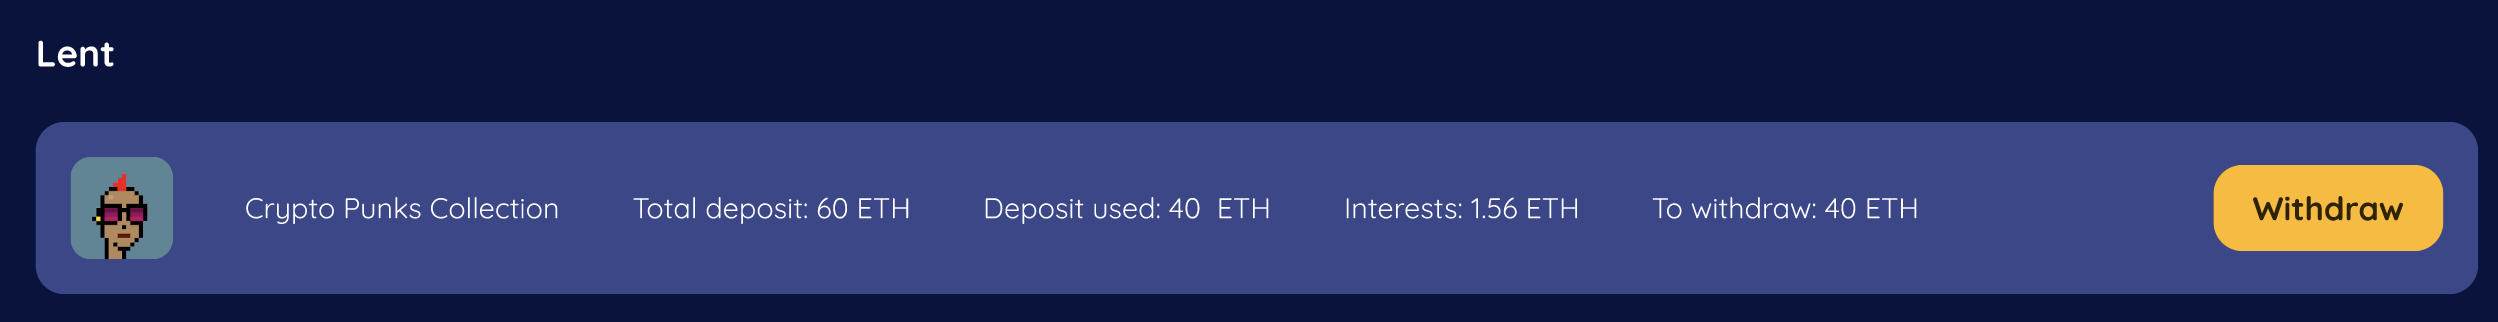 Lent
Crypto Punks Collection Total deposit: 60 ETH Deposit used: 40 ETH Interests: 1.56 ETH To withdraw: 40 ETH Withdraw